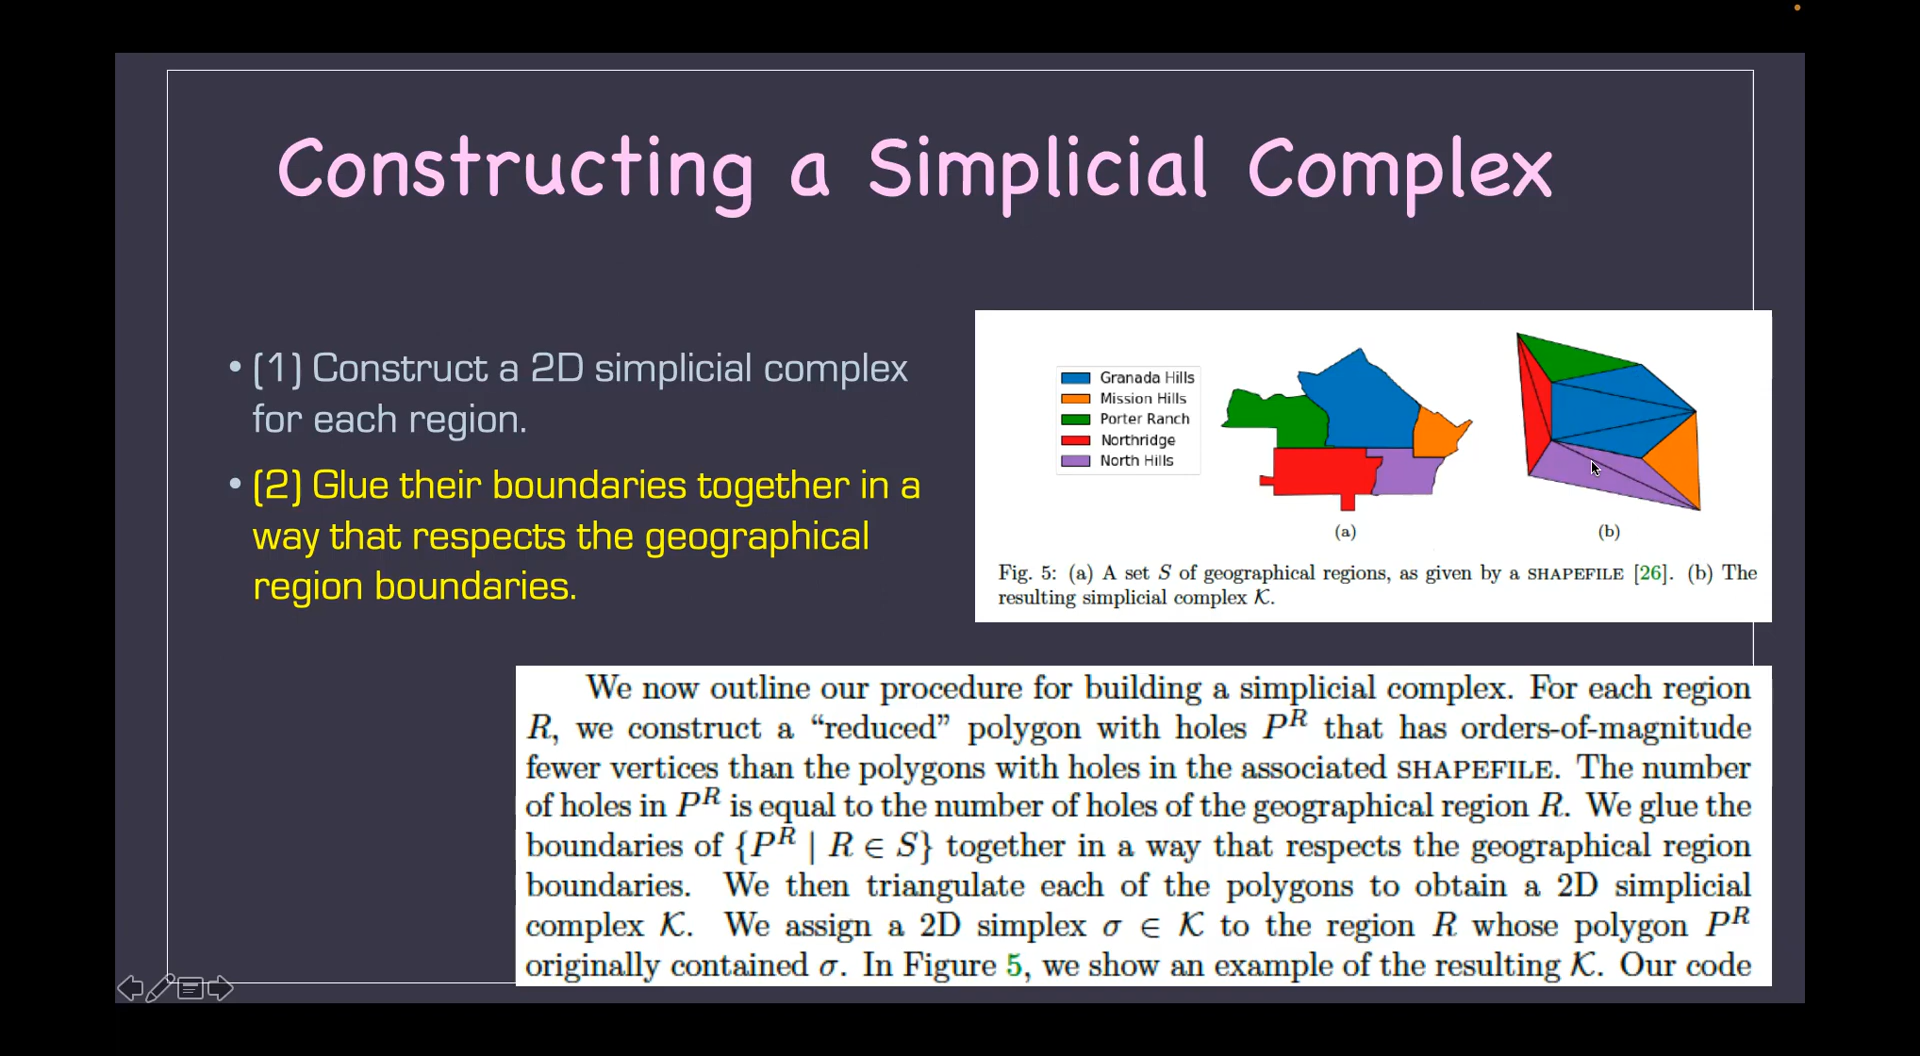 Constructing a Simplicial Complex
• (1) Construct a 2D simplicial complex
for each region.
• (2) Glue their boundaries together in a
way that respects the geographical
region boundaries.
Granada Hills
Mission Hills
Porter Ranch
Northridge
North Hills
(a)
(b)
Fig. 5: (a) A set S of geographical regions, as given by a SHAPEFILE [26]. (b) The
resulting simplicial complex 𝒦.
We now outline our procedure for building a simplicial complex. For each region
R, we construct a “reduced” polygon with holes Pᴿ that has orders-of-magnitude
fewer vertices than the polygons with holes in the associated SHAPEFILE. The number
of holes in Pᴿ is equal to the number of holes of the geographical region R. We glue the
boundaries of {Pᴿ | R ∈ S} together in a way that respects the geographical region
boundaries. We then triangulate each of the polygons to obtain a 2D simplicial
complex 𝒦. We assign a 2D simplex σ ∈ 𝒦 to the region R whose polygon Pᴿ
originally contained σ. In Figure 5, we show an example of the resulting 𝒦. Our code